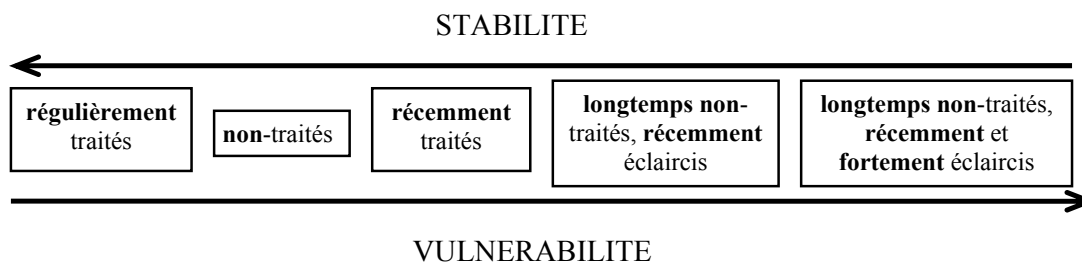 STABILITE
régulièrement
traités
non-traités
récemment
traités
longtemps non-
traités, récemment
éclaircis
longtemps non-traités,
récemment et
fortement éclaircis
VULNERABILITE